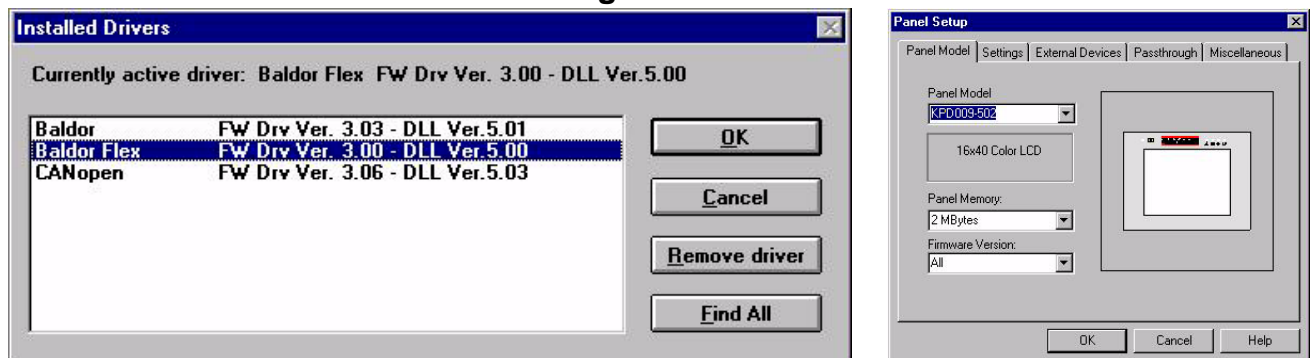 Installed Drivers
Currently active driver: Baldor Flex FW Drv Ver. 3.00 - DLL Ver.5.00
Baldor FW Drv Ver. 3.03 - DLL Ver.5.01
Baldor Flex FW Drv Ver. 3.00 - DLL Ver.5.00
CANopen FW Drv Ver. 3.06 - DLL Ver.5.03
OK
Cancel
Remove driver
Find All
Panel Setup
Panel Model Settings External Devices Passthrough Miscellaneous
Panel Model
KPD009-502
16x40 Color LCD
Panel Memory:
2 MBytes
Firmware Version:
All
OK Cancel Help